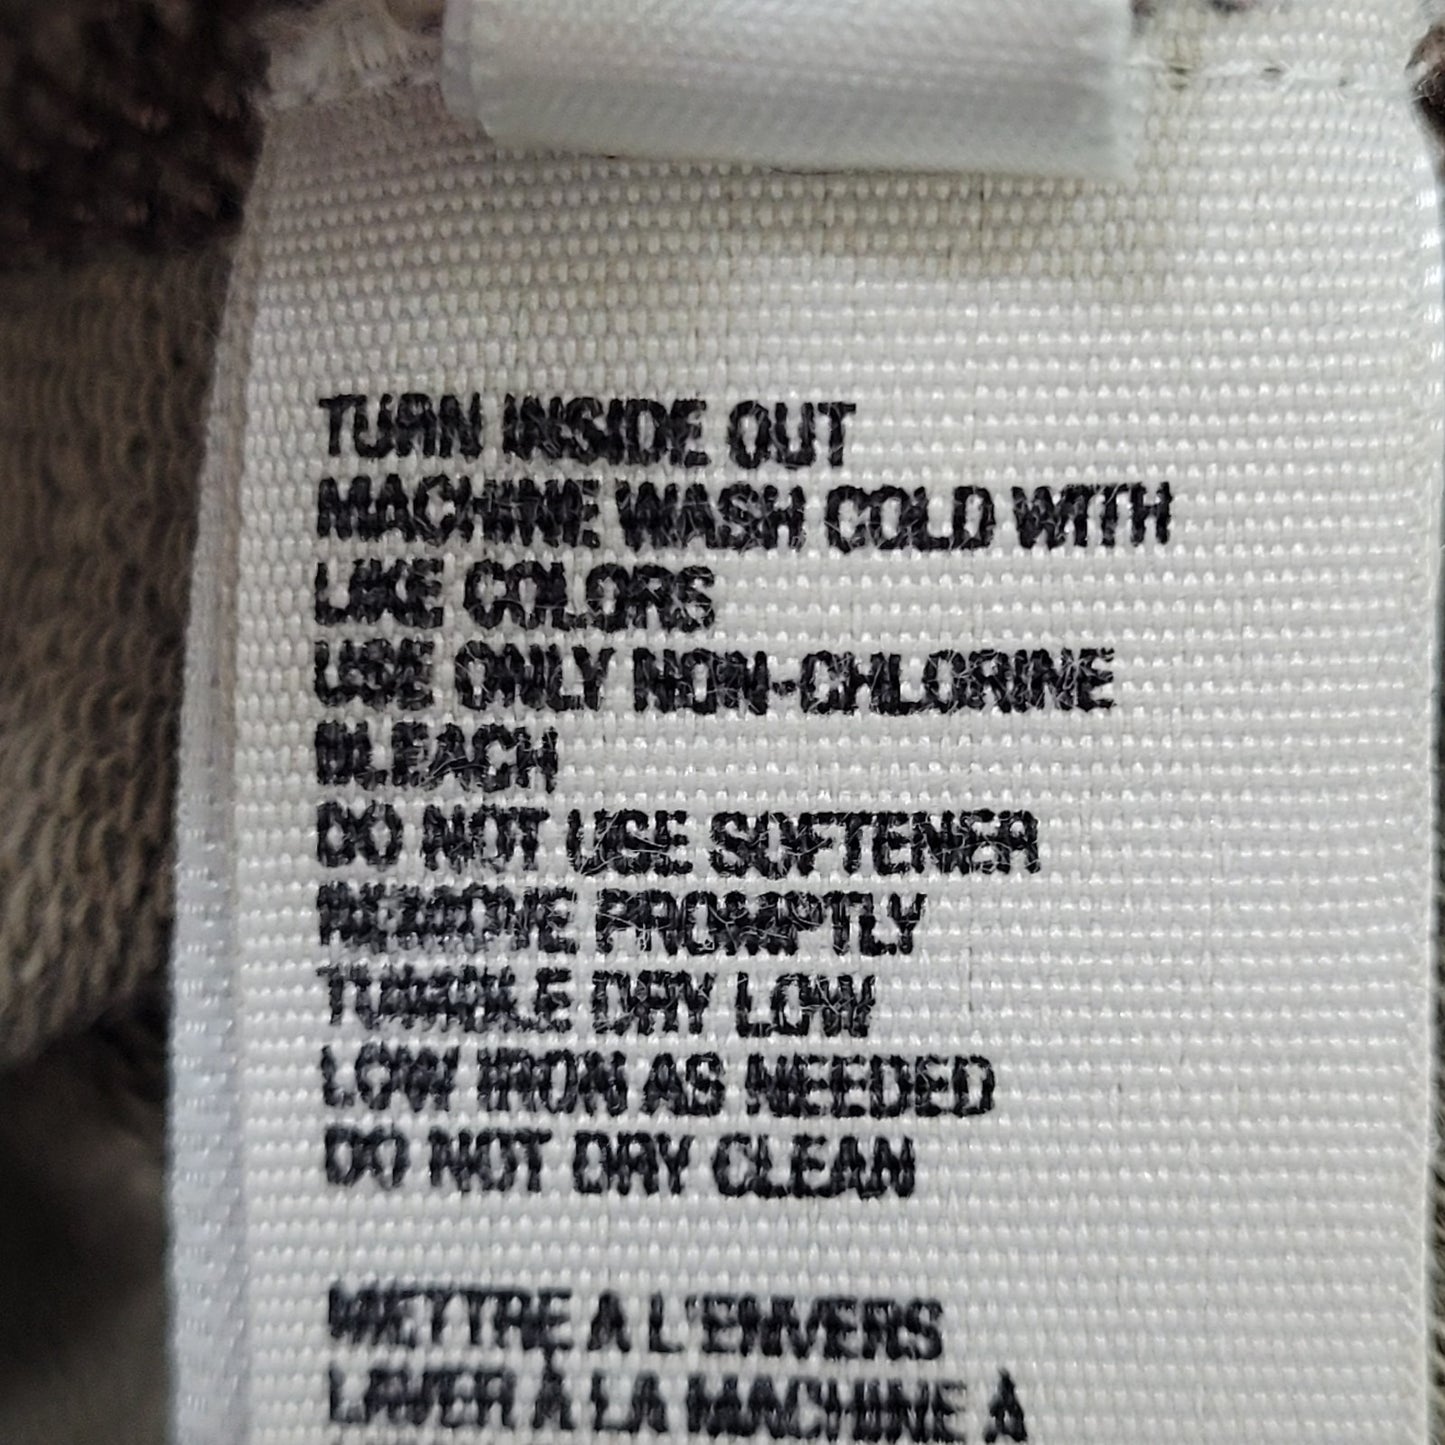 TURN INSIDE OUT
MACHINE WASH COLD WITH
LIKE COLORS
USE ONLY NON-CHLORINE
BLEACH
DO NOT USE SOFTENER
REMOVE PROMPTLY
TUMBLE DRY LOW
LOW IRON AS NEEDED
DO NOT DRY CLEAN
METTRE A L'ENVERS
LAVER À LA MACHINE À